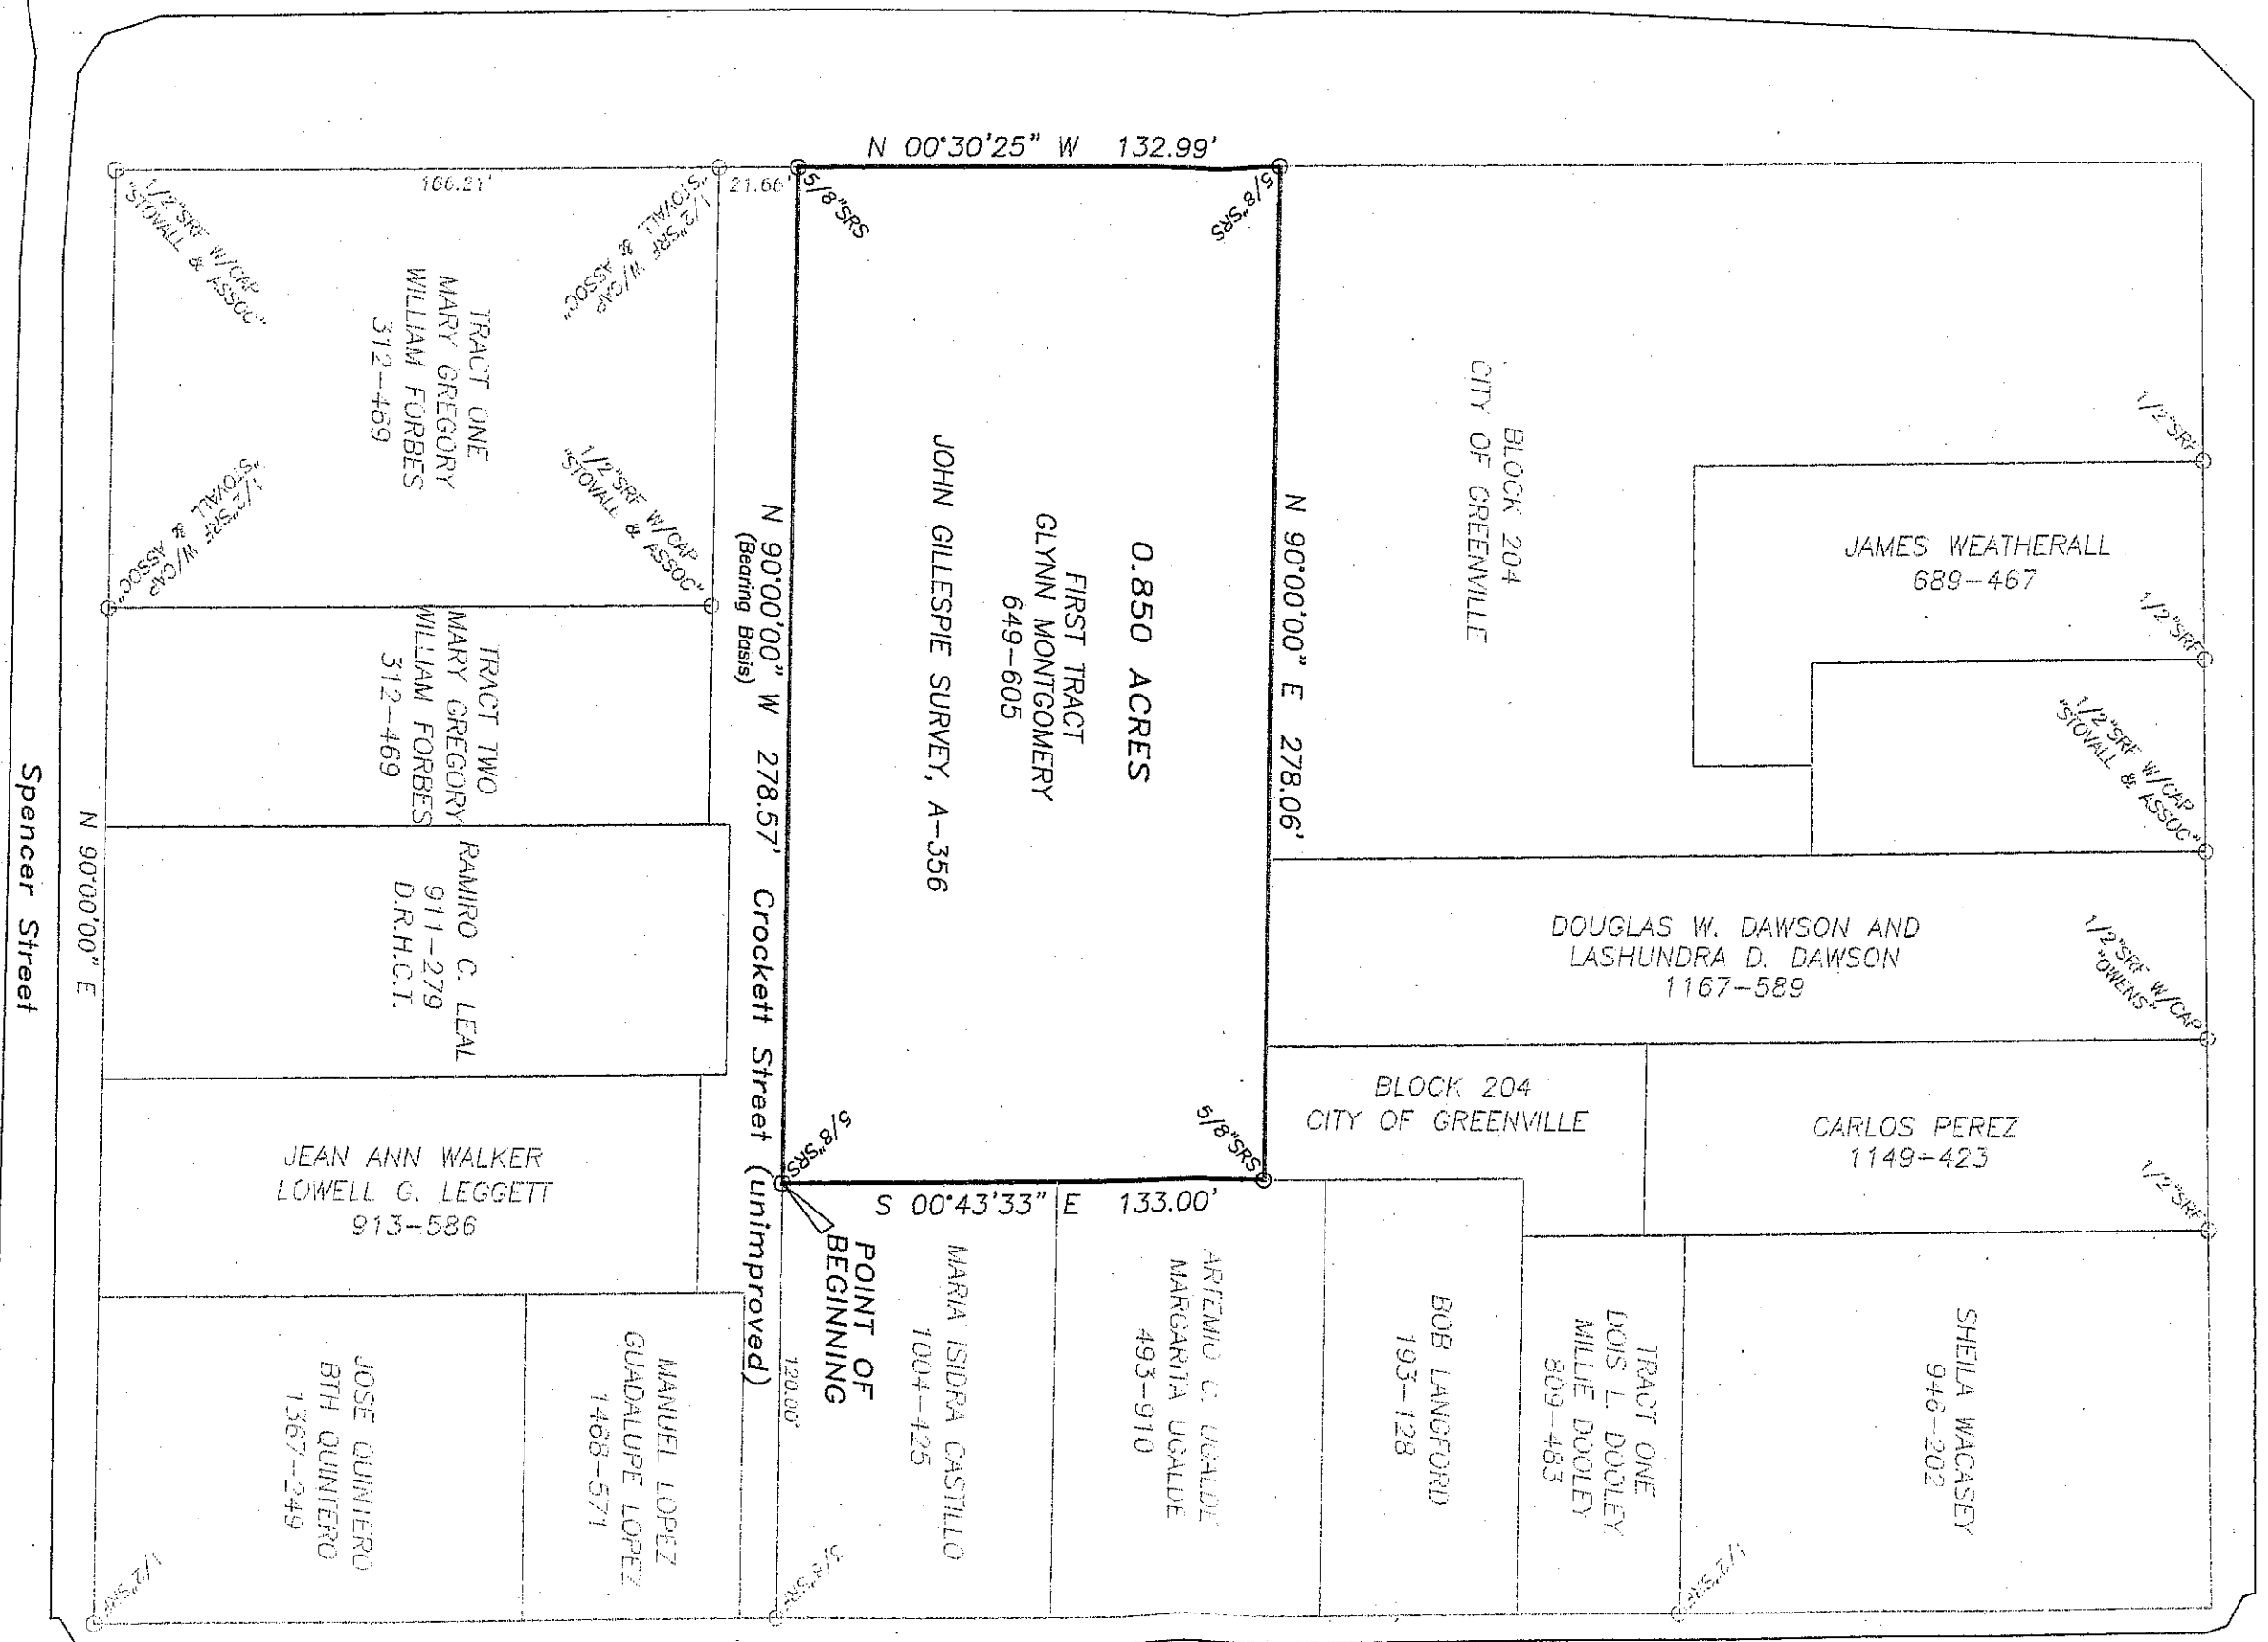 N 00°30'25" W 132.99'
166.21'
21.66'
5/8"SRS
5/8"SRS
1/2"SRF W/CAP
"STOVALL & ASSOC"
1/2"SRF W/CAP
"STOVALL & ASSOC"
1/2"SRF W/CAP
"STOVALL & ASSOC"
1/2"SRF W/CAP
"STOVALL & ASSOC"
TRACT ONE
MARY GREGORY
WILLIAM FORBES
312-469
TRACT TWO
MARY GREGORY
WILLIAM FORBES
312-469
RAMIRO C. LEAL
911-279
D.R.H.C.T.
JEAN ANN WALKER
LOWELL G. LEGGETT
913-586
MANUEL LOPEZ
GUADALUPE LOPEZ
1468-571
JOSE QUINTERO
BTH QUINTERO
1367-249
1/2"SRF
N 90°00'00" E
Spencer Street
N 90°00'00" W 278.57'
(Bearing Basis)
Crockett Street (unimproved)
0.850 ACRES
FIRST TRACT
GLYNN MONTGOMERY
649-605
JOHN GILLESPIE SURVEY, A-356
N 90°00'00" E 278.06'
5/8"SRS
5/8"SRS
S 00°43'33" E 133.00'
POINT OF
BEGINNING
120.00'
3/8"SRF
BLOCK 204
CITY OF GREENVILLE
JAMES WEATHERALL
689-467
1/2"SRF
1/2"SRF
1/2"SRF W/CAP
"STOVALL & ASSOC"
DOUGLAS W. DAWSON AND
LASHUNDRA D. DAWSON
1167-589
1/2"SRF W/CAP
"OWENS"
BLOCK 204
CITY OF GREENVILLE
CARLOS PEREZ
1149-423
1/2"SRF
MARIA ISIDRA CASTILLO
1004-425
ARTEMIO C. UGALDE
MARGARITA UGALDE
493-910
BOB LANGFORD
193-128
TRACT ONE
DOIS L. DOOLEY
MILLIE DOOLEY
809-483
SHEILA WACASEY
946-202
1/2"SRF